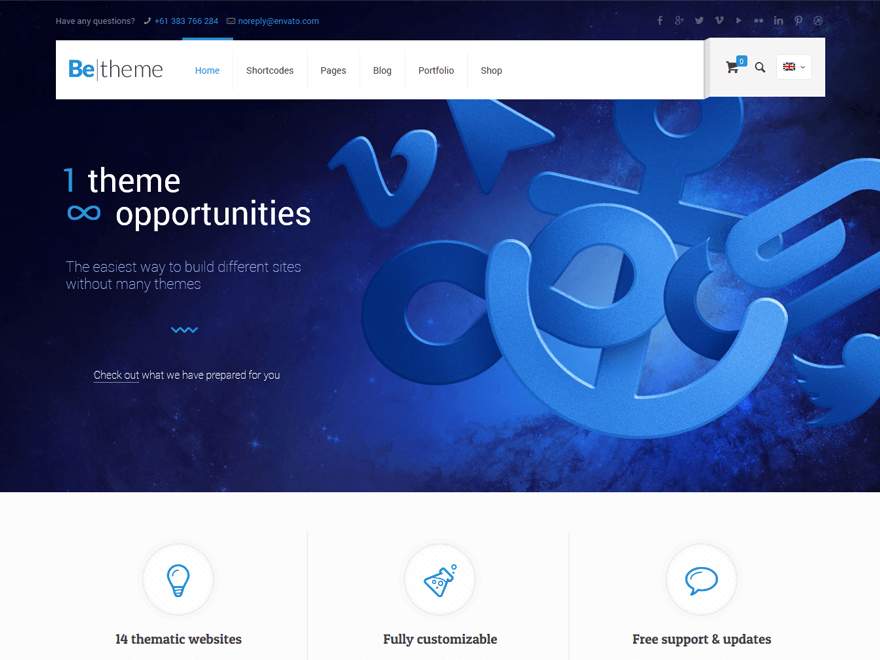 Have any questions? +61 383 766 284 noreply@envato.com
Be|theme
Home Shortcodes Pages Blog Portfolio Shop
0
1 theme
∞ opportunities
The easiest way to build different sites
without many themes
Check out what we have prepared for you
14 thematic websites
Fully customizable
Free support & updates